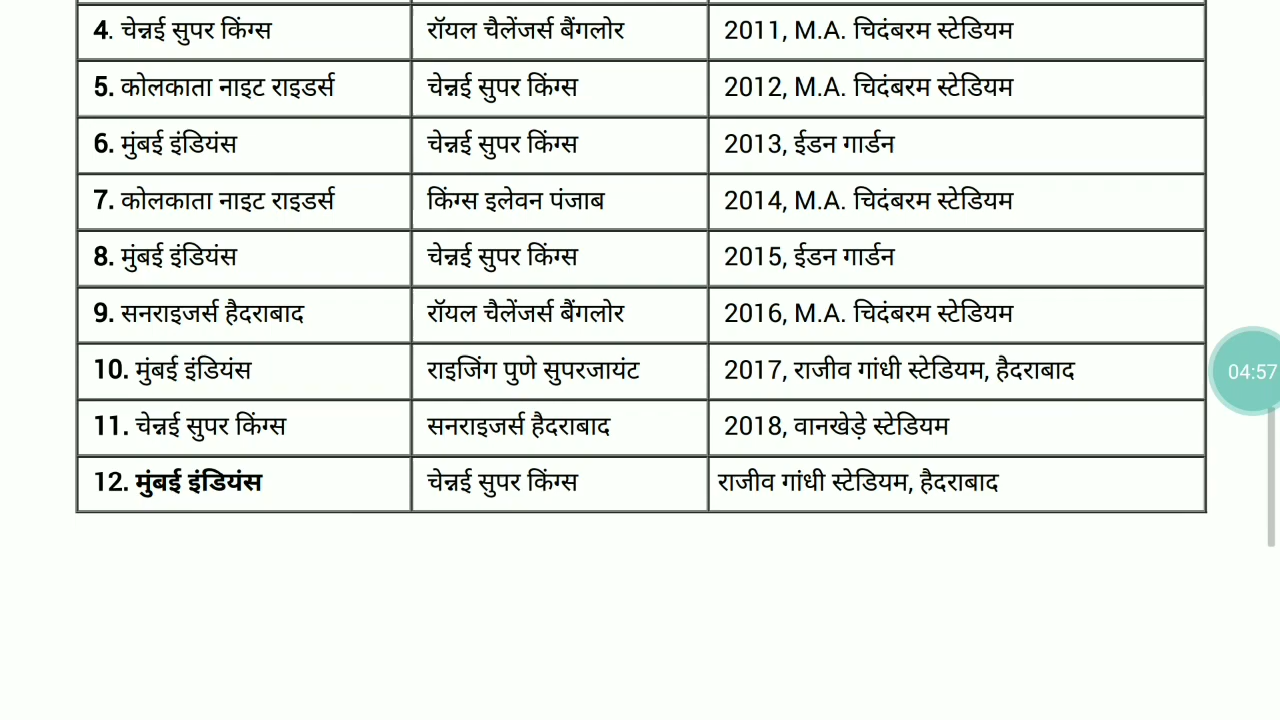 4. चेन्नई सुपर किंग्स रॉयल चैलेंजर्स बैंगलोर 2011, M.A. चिदंबरम स्टेडियम
5. कोलकाता नाइट राइडर्स चेन्नई सुपर किंग्स 2012, M.A. चिदंबरम स्टेडियम
6. मुंबई इंडियंस चेन्नई सुपर किंग्स 2013, ईडन गार्डन
7. कोलकाता नाइट राइडर्स किंग्स इलेवन पंजाब 2014, M.A. चिदंबरम स्टेडियम
8. मुंबई इंडियंस चेन्नई सुपर किंग्स 2015, ईडन गार्डन
9. सनराइजर्स हैदराबाद रॉयल चैलेंजर्स बैंगलोर 2016, M.A. चिदंबरम स्टेडियम
10. मुंबई इंडियंस राइजिंग पुणे सुपरजायंट 2017, राजीव गांधी स्टेडियम, हैदराबाद
04:57
11. चेन्नई सुपर किंग्स सनराइजर्स हैदराबाद 2018, वानखेड़े स्टेडियम
12. मुंबई इंडियंस चेन्नई सुपर किंग्स राजीव गांधी स्टेडियम, हैदराबाद